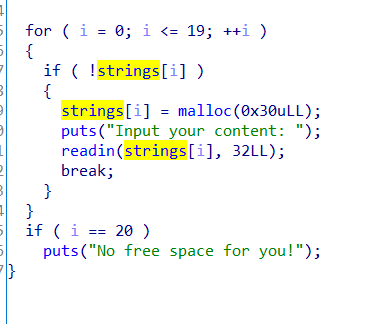 for ( i = 0; i <= 19; ++i )
{
if ( !strings[i] )
{
strings[i] = malloc(0x30uLL);
puts("Input your content: ");
readin(strings[i], 32LL);
break;
}
}
if ( i == 20 )
puts("No free space for you!");
}